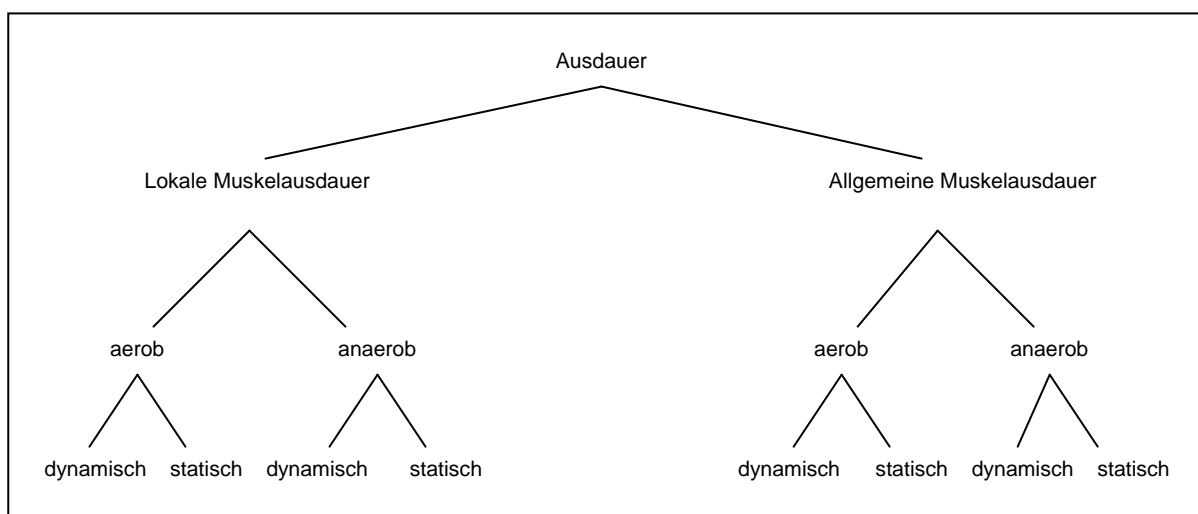 Ausdauer
Lokale Muskelausdauer Allgemeine Muskelausdauer
aerob anaerob aerob anaerob
dynamisch statisch dynamisch statisch dynamisch statisch dynamisch statisch